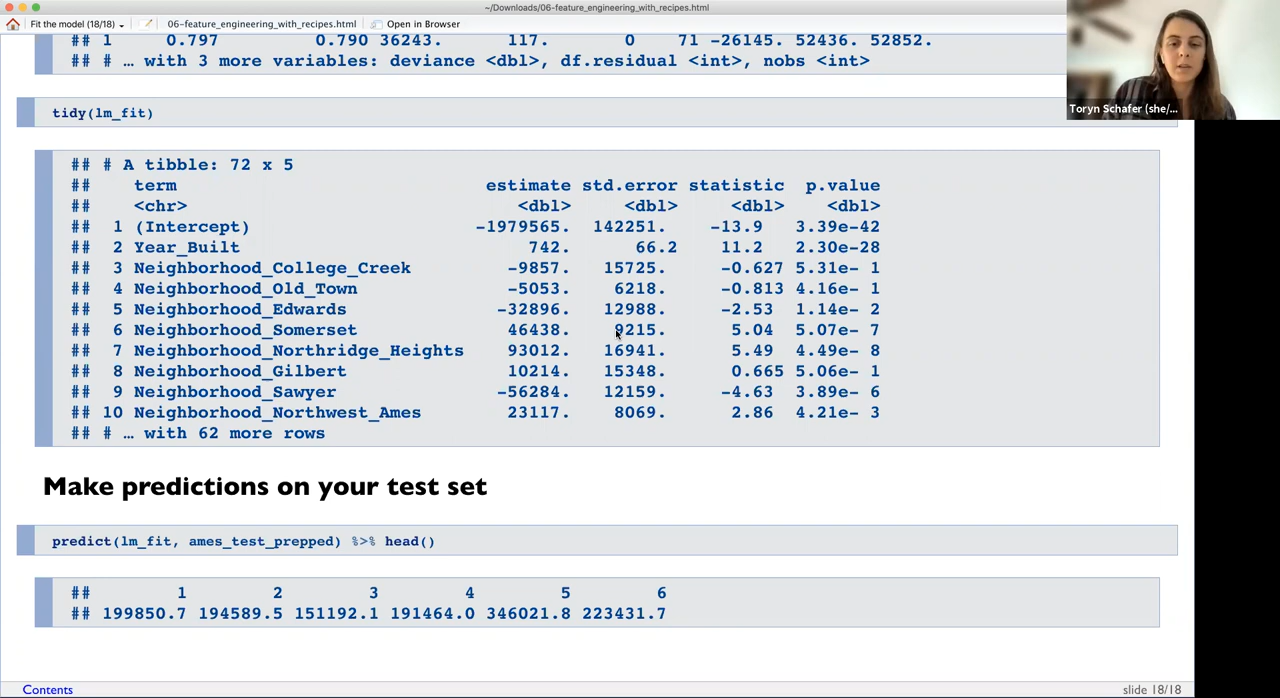 ~/Downloads/06-feature_engineering_with_recipes.html
Fit the model (18/18) 06-feature_engineering_with_recipes.html Open in Browser
## 1 0.797 0.790 36243. 117. 0 71 -26145. 52436. 52852.
## # … with 3 more variables: deviance <dbl>, df.residual <int>, nobs <int>
Toryn Schafer (she/...
tidy(lm_fit)
## # A tibble: 72 x 5
## term estimate std.error statistic p.value
## <chr> <dbl> <dbl> <dbl> <dbl>
## 1 (Intercept) -1979565. 142251. -13.9 3.39e-42
## 2 Year_Built 742. 66.2 11.2 2.30e-28
## 3 Neighborhood_College_Creek -9857. 15725. -0.627 5.31e- 1
## 4 Neighborhood_Old_Town -5053. 6218. -0.813 4.16e- 1
## 5 Neighborhood_Edwards -32896. 12988. -2.53 1.14e- 2
## 6 Neighborhood_Somerset 46438. 9215. 5.04 5.07e- 7
## 7 Neighborhood_Northridge_Heights 93012. 16941. 5.49 4.49e- 8
## 8 Neighborhood_Gilbert 10214. 15348. 0.665 5.06e- 1
## 9 Neighborhood_Sawyer -56284. 12159. -4.63 3.89e- 6
## 10 Neighborhood_Northwest_Ames 23117. 8069. 2.86 4.21e- 3
## # … with 62 more rows
Make predictions on your test set
predict(lm_fit, ames_test_prepped) %>% head()
## 1 2 3 4 5 6
## 199850.7 194589.5 151192.1 191464.0 346021.8 223431.7
Contents slide 18/18